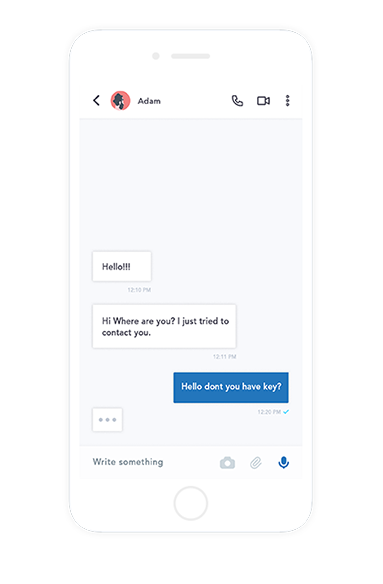 Adam
Hello!!!
12:10 PM
Hi Where are you? I just tried to
contact you.
12:11 PM
Hello dont you have key?
12:20 PM
Write something